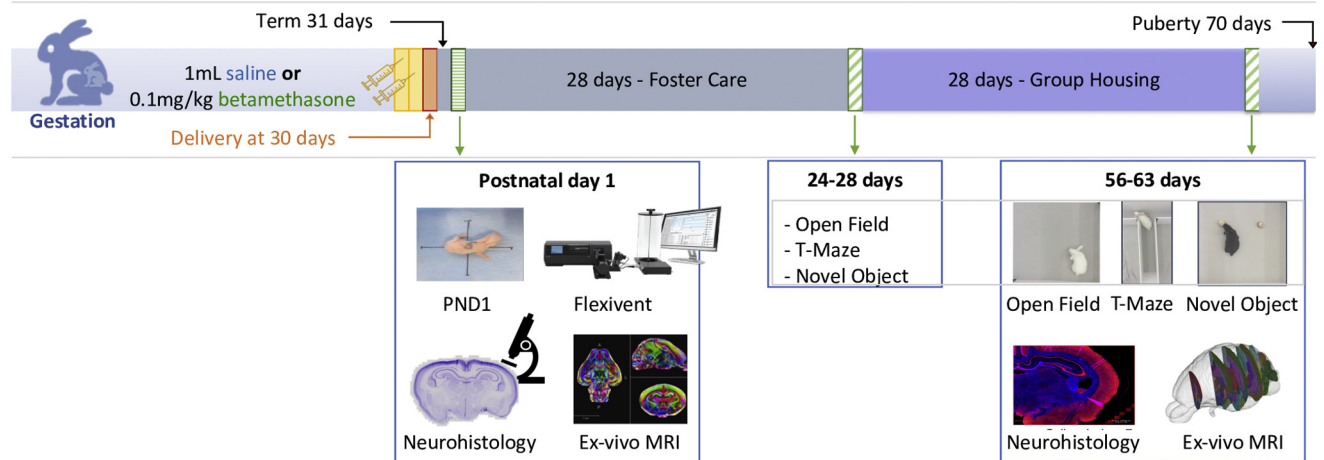 Term 31 days
Puberty 70 days
1mL saline or
0.1mg/kg betamethasone
28 days - Foster Care
28 days - Group Housing
Gestation
Delivery at 30 days
Postnatal day 1
PND1
Flexivent
Neurohistology
Ex-vivo MRI
24-28 days
- Open Field
- T-Maze
- Novel Object
56-63 days
Open Field
T-Maze
Novel Object
Neurohistology
Ex-vivo MRI